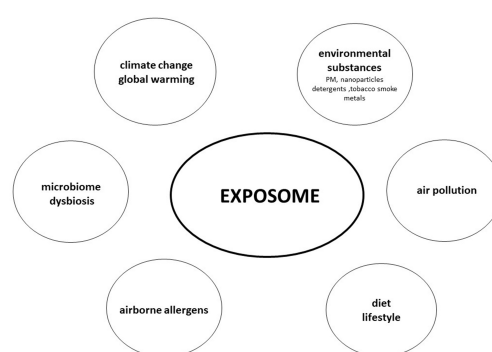 climate change
global warming
environmental
substances
PM, nanoparticles
detergents ,tobacco smoke
metals
microbiome
dysbiosis
EXPOSOME
air pollution
airborne allergens
diet
lifestyle